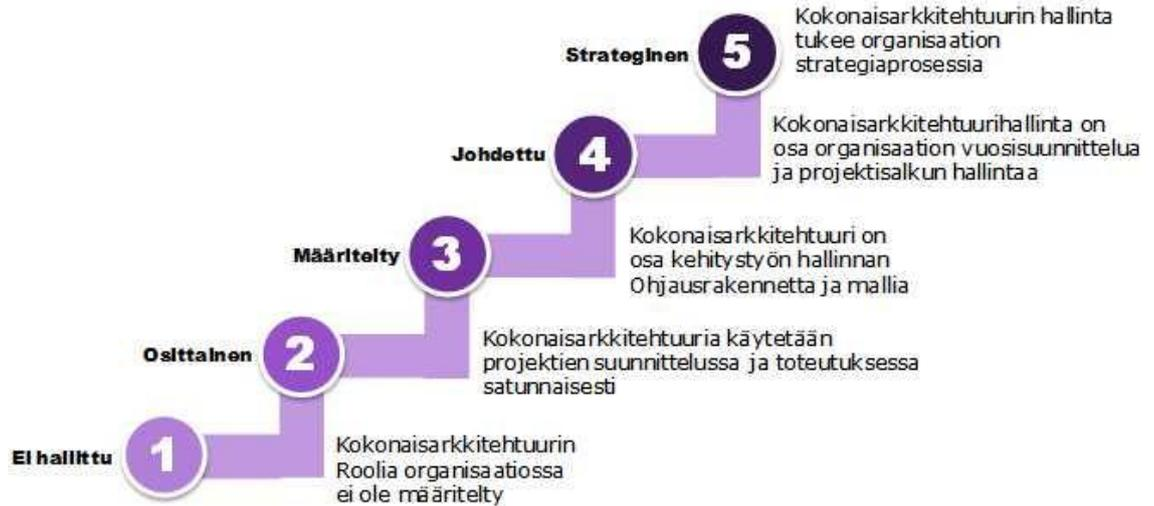 Strateginen
5
Kokonaisarkkitehtuurin hallinta
tukee organisaation
strategiaprosessia
Johdettu
4
Kokonaisarkkitehtuurihallinta on
osa organisaation vuosisuunnittelua
ja projektisalkun hallintaa
Määritelty
3
Kokonaisarkkitehtuuri on
osa kehitystyön hallinnan
Ohjausrakennetta ja mallia
Osittainen
2
Kokonaisarkkitehtuuria käytetään
projektien suunnittelussa ja toteutuksessa
satunnaisesti
Ei hallittu
1
Kokonaisarkkitehtuurin
Roolia organisaatiossa
ei ole määritelty